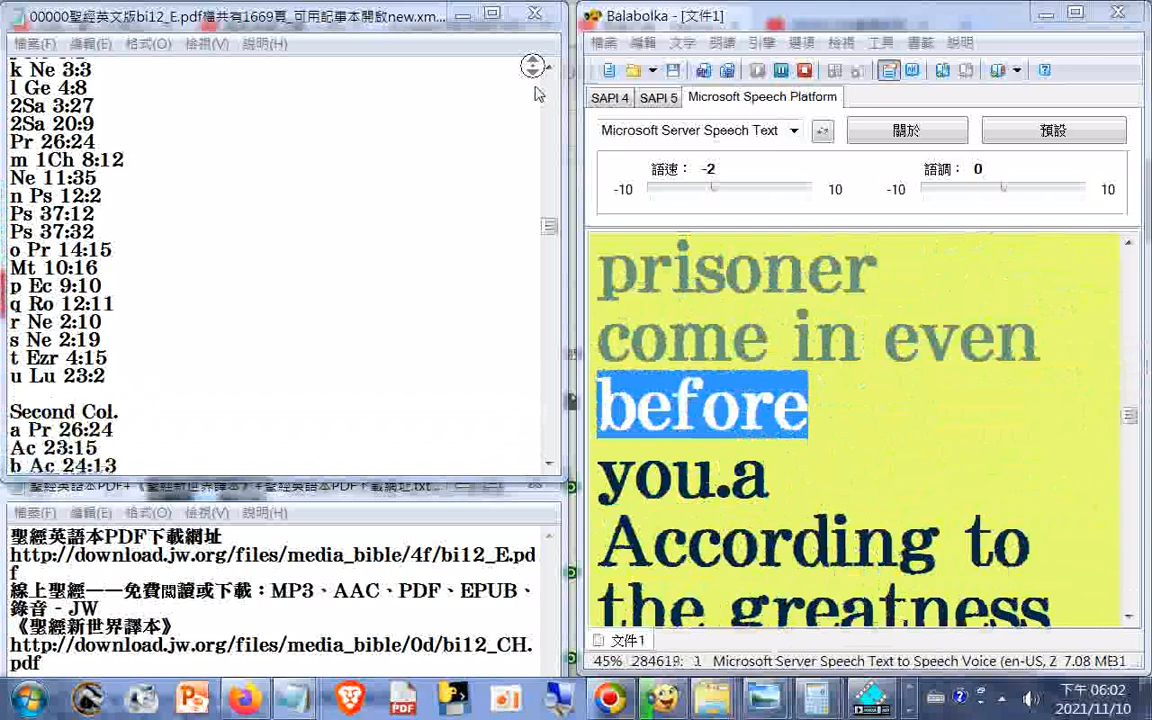 00000聖經英文版bi12_E.pdf檔共有1669頁_可用記事本開啟new.xm...
檔案(F) 編輯(E) 格式(O) 檢視(V) 說明(H)
k Ne 3:3
l Ge 4:8
2Sa 3:27
2Sa 20:9
Pr 26:24
m 1Ch 8:12
Ne 11:35
n Ps 12:2
Ps 37:12
Ps 37:32
o Pr 14:15
Mt 10:16
p Ec 9:10
q Ro 12:11
r Ne 2:10
s Ne 2:19
t Ezr 4:15
u Lu 23:2
Second Col.
a Pr 26:24
Ac 23:15
b Ac 24:13
聖經英語本PDF+《聖經新世界譯本》+聖經英語本PDF下載網址.txt...
檔案(F) 編輯(E) 格式(O) 檢視(V) 說明(H)
聖經英語本PDF下載網址
http://download.jw.org/files/media_bible/4f/bi12_E.pd
f
線上聖經——免費閱讀或下載：MP3、AAC、PDF、EPUB、
錄音 - JW
《聖經新世界譯本》
http://download.jw.org/files/media_bible/0d/bi12_CH.
pdf
Balabolka - [文件1]
檔案 編輯 文字 朗讀 引擎 選項 檢視 工具 書籤 說明
SAPI 4 SAPI 5 Microsoft Speech Platform
Microsoft Server Speech Text 關於 預設
語速： -2 語調： 0
-10 10 -10 10
prisoner
come in even
before
you.a
According to
the greatness
文件1
45% 284619: 1 Microsoft Server Speech Text to Speech Voice (en-US, Z 7.08 MB1
下午 06:02
2021/11/10